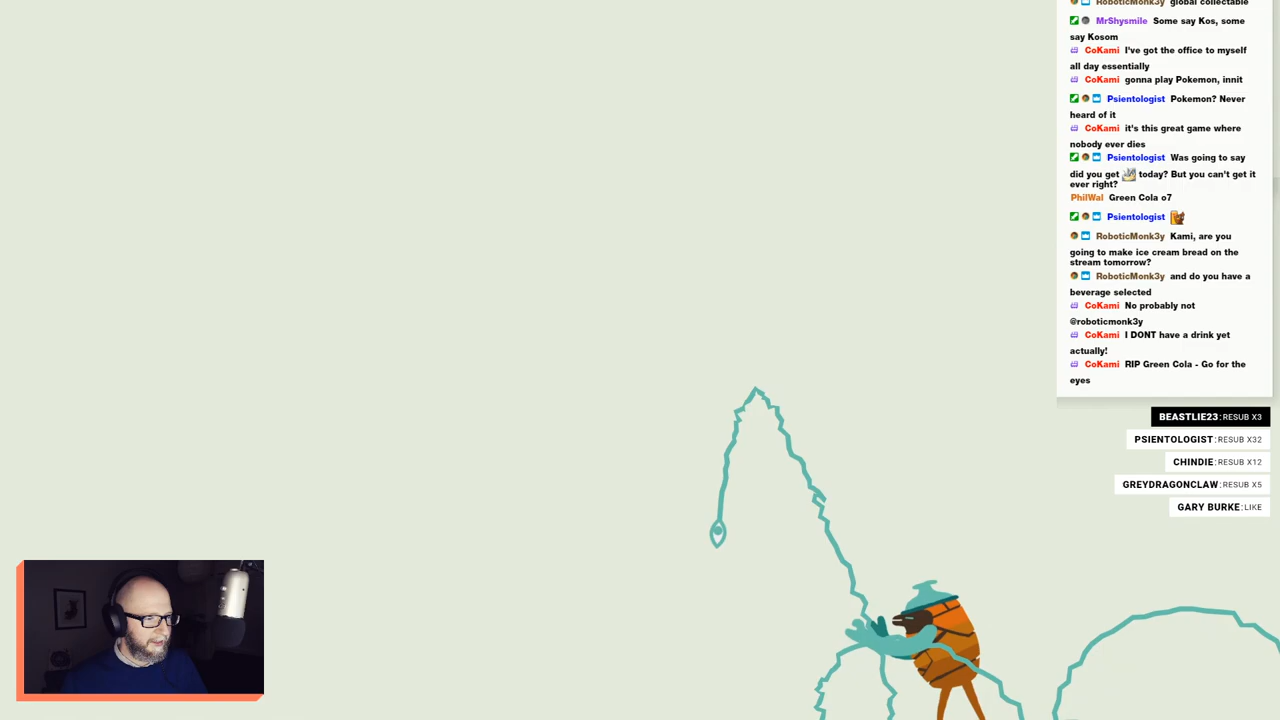 RoboticMonk3y global collectable
MrShysmile Some say Kos, some
say Kosom
CoKami I've got the office to myself
all day essentially
CoKami gonna play Pokemon, innit
Psientologist Pokemon? Never
heard of it
CoKami it's this great game where
nobody ever dies
Psientologist Was going to say
did you get today? But you can't get it
ever right?
PhilWal Green Cola o7
Psientologist
RoboticMonk3y Kami, are you
going to make ice cream bread on the
stream tomorrow?
RoboticMonk3y and do you have a
beverage selected
CoKami No probably not
@roboticmonk3y
CoKami I DONT have a drink yet
actually!
CoKami RIP Green Cola - Go for the
eyes
BEASTLIE23: RESUB X3
PSIENTOLOGIST: RESUB X32
CHINDIE: RESUB X12
GREYDRAGONCLAW: RESUB X5
GARY BURKE: LIKE